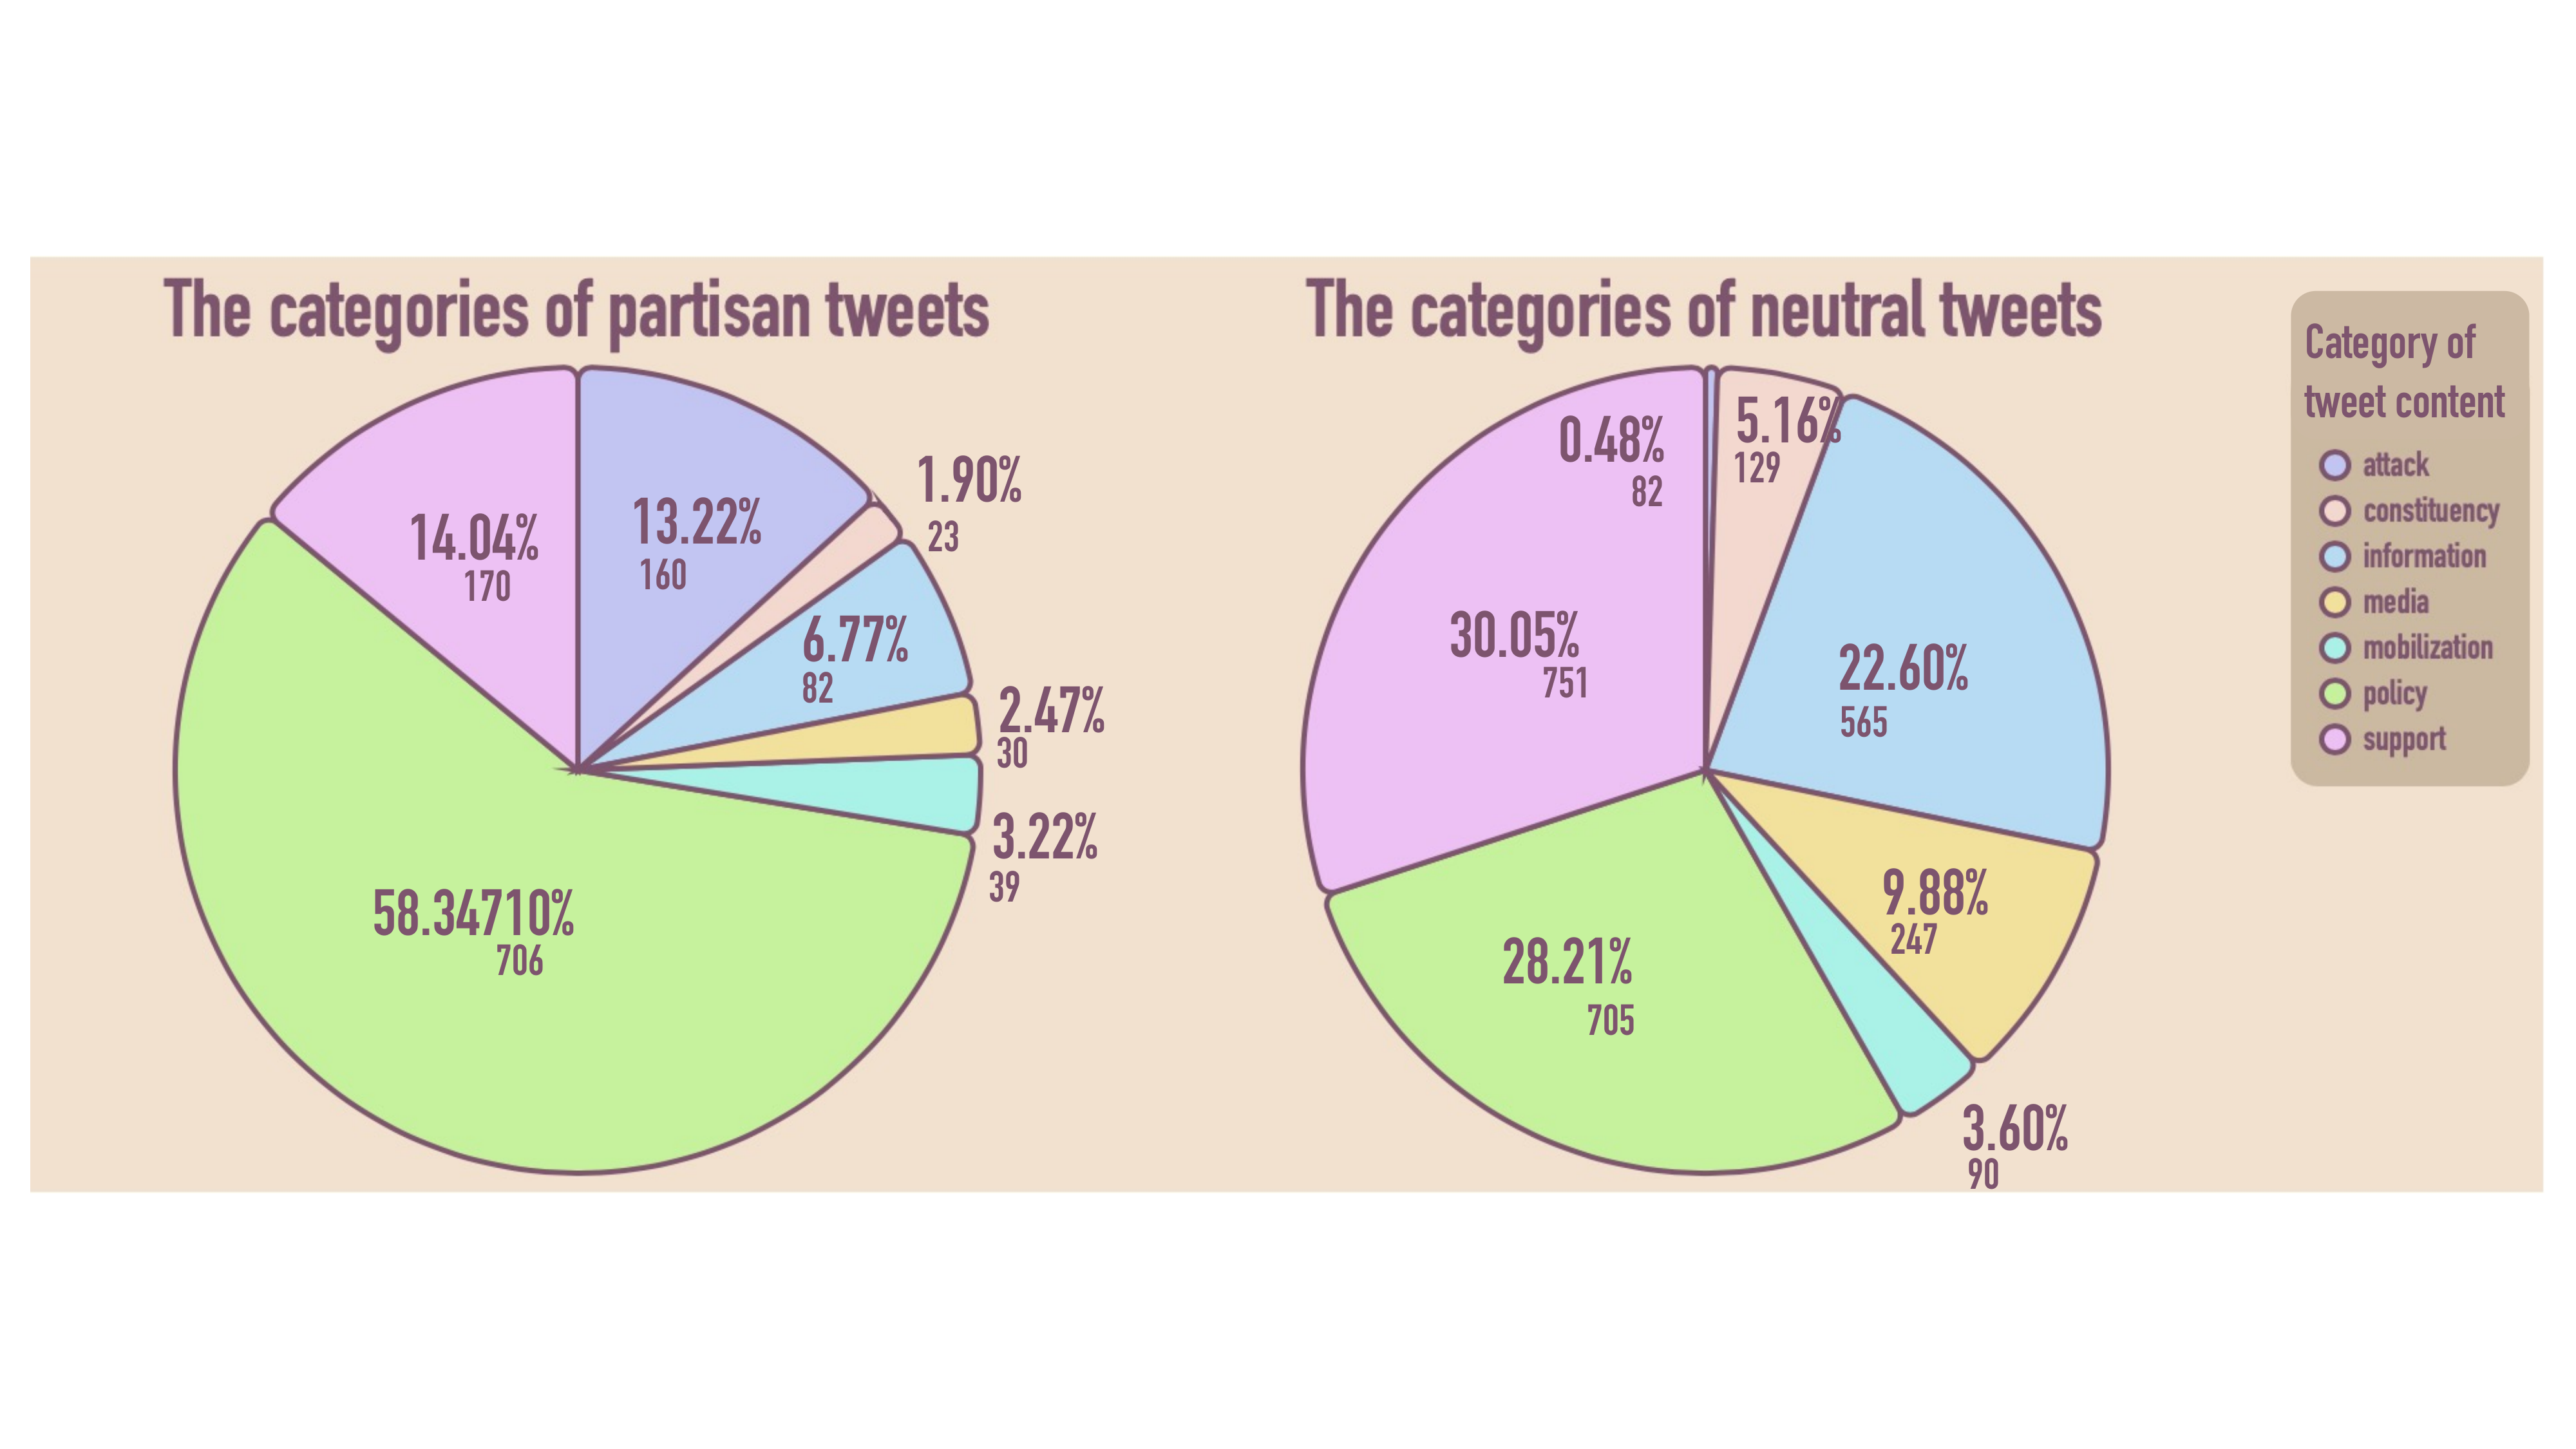 The categories of partisan tweets
14.04%
170
13.22%
160
1.90%
23
6.77%
82
2.47%
30
3.22%
39
58.34710%
706
The categories of neutral tweets
0.48%
82
5.16%
129
30.05%
751
22.60%
565
9.88%
247
28.21%
705
3.60%
90
Category of
tweet content
attack
constituency
information
media
mobilization
policy
support